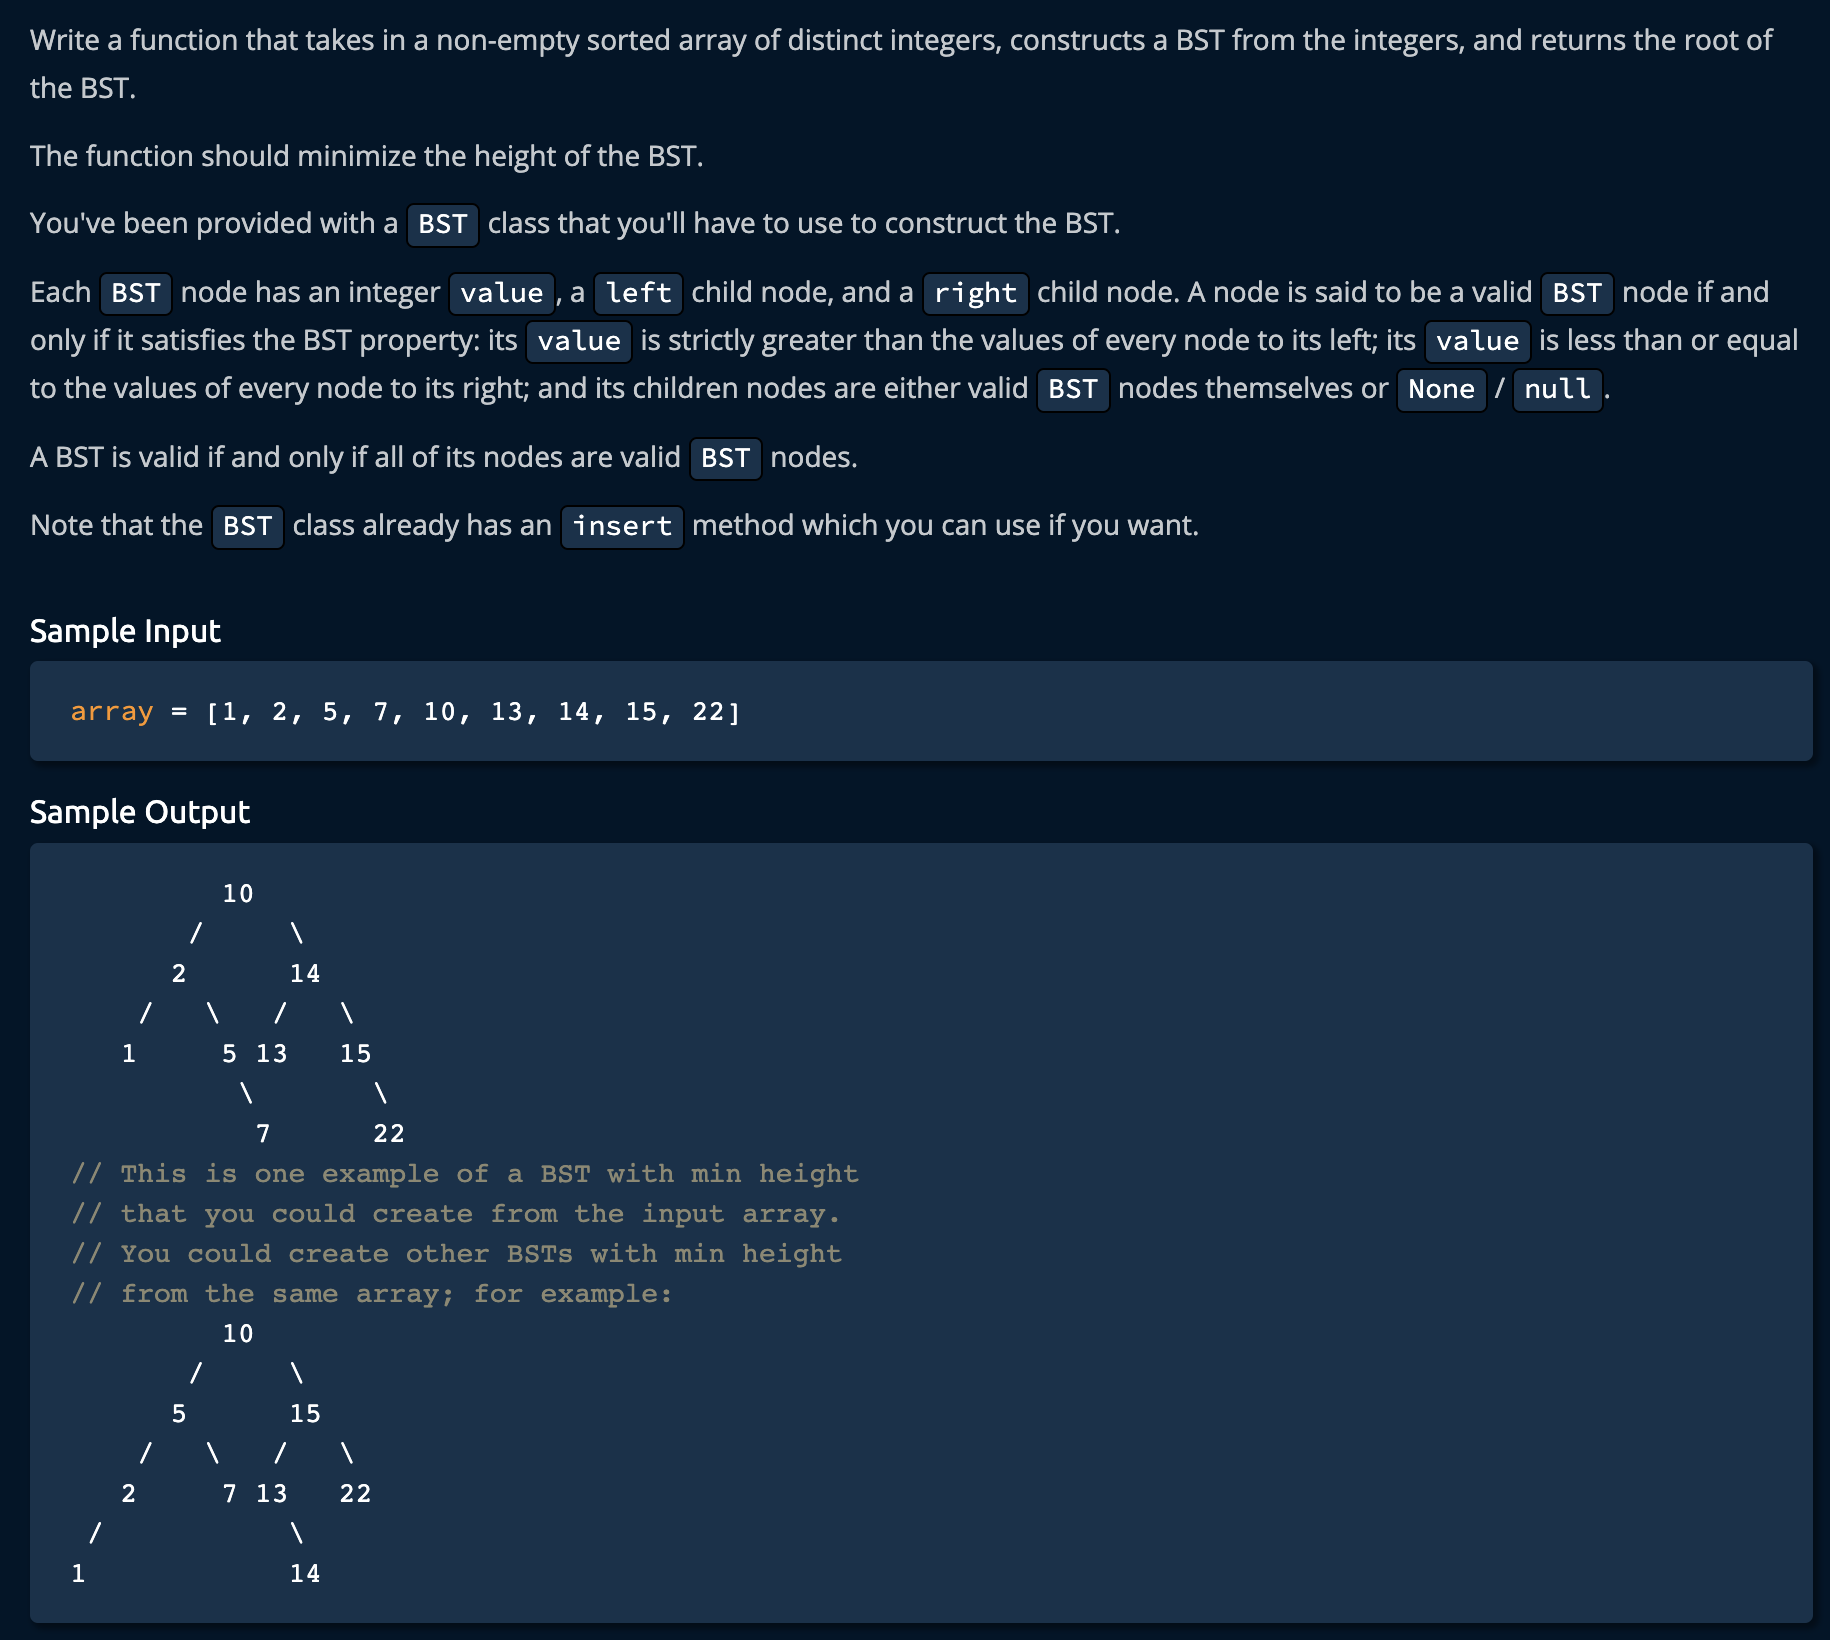 Write a function that takes in a non-empty sorted array of distinct integers, constructs a BST from the integers, and returns the root of
the BST.
The function should minimize the height of the BST.
You've been provided with a BST class that you'll have to use to construct the BST.
Each BST node has an integer value , a left child node, and a right child node. A node is said to be a valid BST node if and
only if it satisfies the BST property: its value is strictly greater than the values of every node to its left; its value is less than or equal
to the values of every node to its right; and its children nodes are either valid BST nodes themselves or None / null .
A BST is valid if and only if all of its nodes are valid BST nodes.
Note that the BST class already has an insert method which you can use if you want.
Sample Input
array = [1, 2, 5, 7, 10, 13, 14, 15, 22]
Sample Output
         10
       /     \
      2      14
    /   \   /   \
   1     5 13   15
          \       \
           7      22
// This is one example of a BST with min height
// that you could create from the input array.
// You could create other BSTs with min height
// from the same array; for example:
         10
       /     \
      5      15
    /   \   /   \
   2     7 13   22
 /           \
1            14